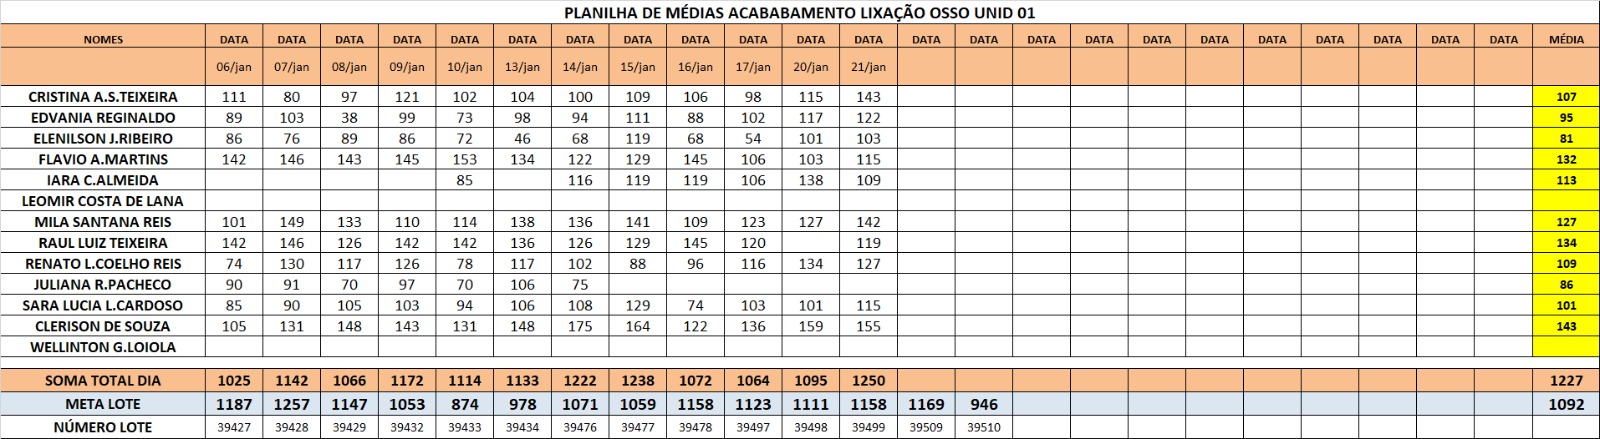 PLANILHA DE MÉDIAS ACABABAMENTO LIXAÇÃO OSSO UNID 01
NOMES DATA DATA DATA DATA DATA DATA DATA DATA DATA DATA DATA DATA DATA DATA DATA DATA DATA DATA DATA DATA DATA DATA DATA MÉDIA
06/jan 07/jan 08/jan 09/jan 10/jan 13/jan 14/jan 15/jan 16/jan 17/jan 20/jan 21/jan
CRISTINA A.S.TEIXEIRA 111 80 97 121 102 104 100 109 106 98 115 143 107
EDVANIA REGINALDO 89 103 38 99 73 98 94 111 88 102 117 122 95
ELENILSON J.RIBEIRO 86 76 89 86 72 46 68 119 68 54 101 103 81
FLAVIO A.MARTINS 142 146 143 145 153 134 122 129 145 106 103 115 132
IARA C.ALMEIDA 85 116 119 119 106 138 109 113
LEOMIR COSTA DE LANA
MILA SANTANA REIS 101 149 133 110 114 138 136 141 109 123 127 142 127
RAUL LUIZ TEIXEIRA 142 146 126 142 142 136 126 129 145 120 119 134
RENATO L.COELHO REIS 74 130 117 126 78 117 102 88 96 116 134 127 109
JULIANA R.PACHECO 90 91 70 97 70 106 75 86
SARA LUCIA L.CARDOSO 85 90 105 103 94 106 108 129 74 103 101 115 101
CLERISON DE SOUZA 105 131 148 143 131 148 175 164 122 136 159 155 143
WELLINTON G.LOIOLA
SOMA TOTAL DIA 1025 1142 1066 1172 1114 1133 1222 1238 1072 1064 1095 1250 1227
META LOTE 1187 1257 1147 1053 874 978 1071 1059 1158 1123 1111 1158 1169 946 1092
NÚMERO LOTE 39427 39428 39429 39432 39433 39434 39476 39477 39478 39497 39498 39499 39509 39510